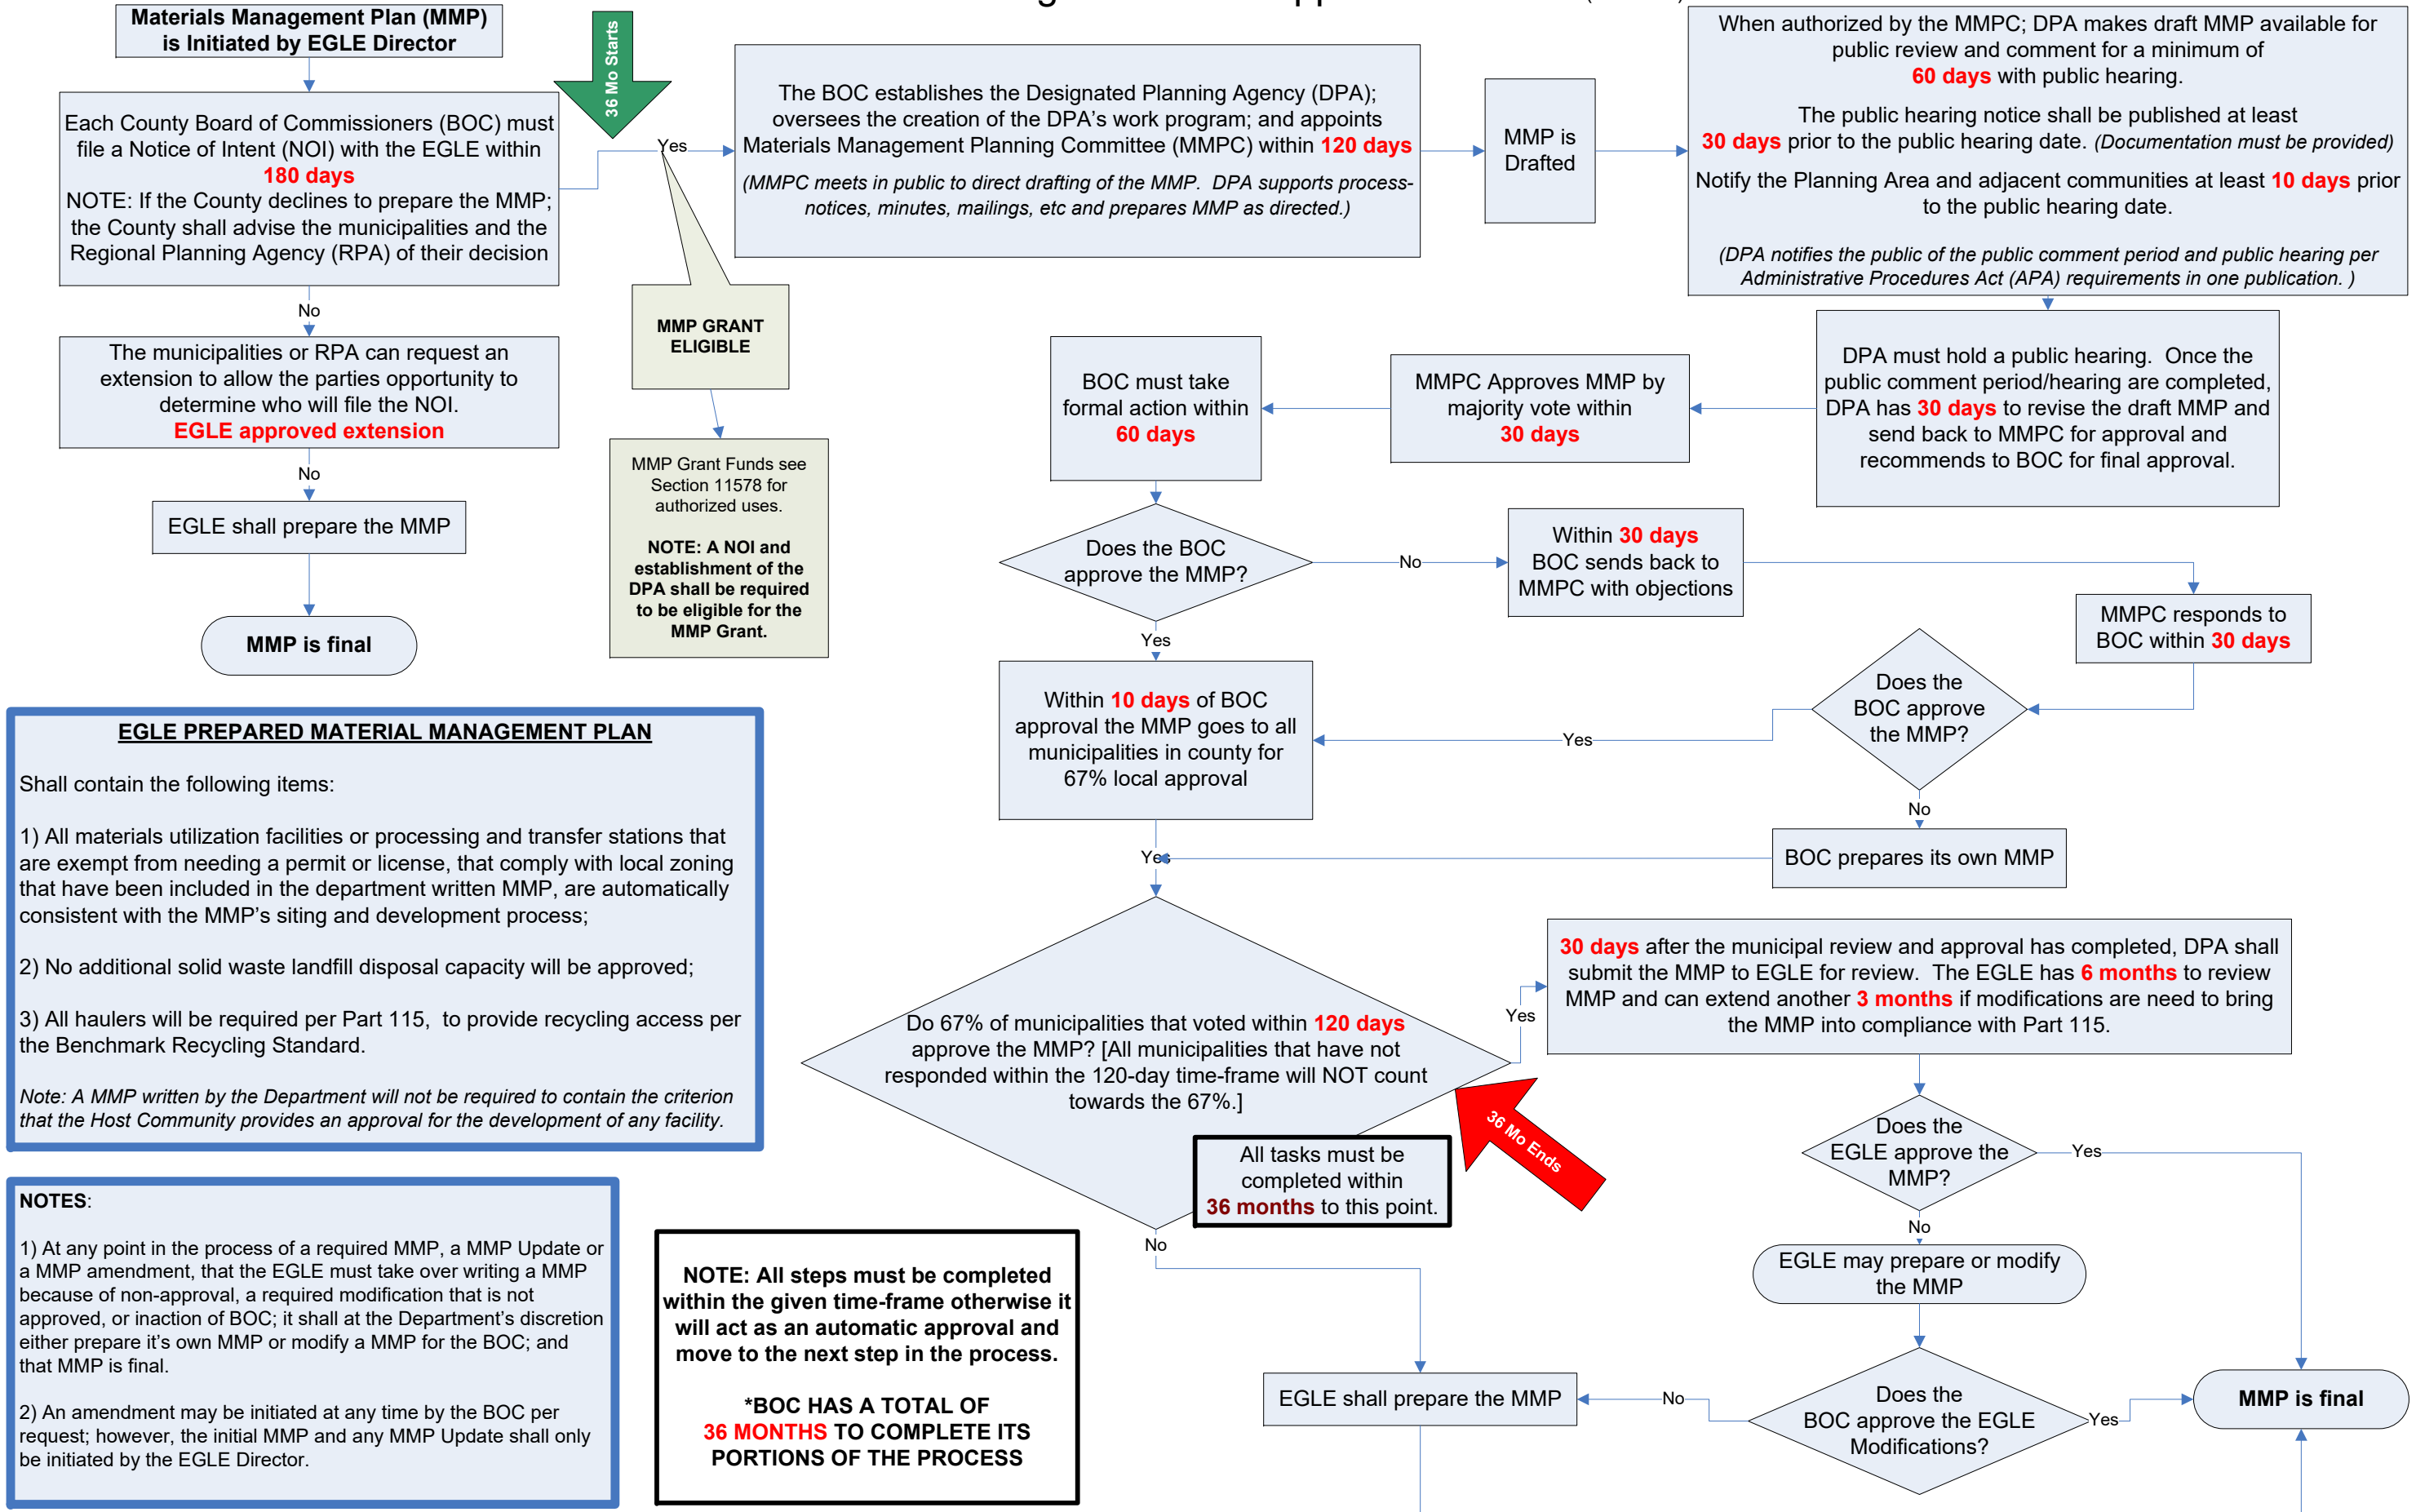 Materials Management Plan (MMP)
is Initiated by EGLE Director
36 Mo Starts
Each County Board of Commissioners (BOC) must
file a Notice of Intent (NOI) with the EGLE within
180 days
NOTE: If the County declines to prepare the MMP;
the County shall advise the municipalities and the
Regional Planning Agency (RPA) of their decision
Yes
The BOC establishes the Designated Planning Agency (DPA);
oversees the creation of the DPA's work program; and appoints
Materials Management Planning Committee (MMPC) within 120 days
(MMPC meets in public to direct drafting of the MMP. DPA supports process-
notices, minutes, mailings, etc and prepares MMP as directed.)
MMP is
Drafted
When authorized by the MMPC; DPA makes draft MMP available for
public review and comment for a minimum of
60 days with public hearing.
The public hearing notice shall be published at least
30 days prior to the public hearing date. (Documentation must be provided)
Notify the Planning Area and adjacent communities at least 10 days prior
to the public hearing date.
(DPA notifies the public of the public comment period and public hearing per
Administrative Procedures Act (APA) requirements in one publication. )
No
The municipalities or RPA can request an
extension to allow the parties opportunity to
determine who will file the NOI.
EGLE approved extension
No
EGLE shall prepare the MMP
MMP is final
MMP GRANT
ELIGIBLE
MMP Grant Funds see
Section 11578 for
authorized uses.
NOTE: A NOI and
establishment of the
DPA shall be required
to be eligible for the
MMP Grant.
BOC must take
formal action within
60 days
MMPC Approves MMP by
majority vote within
30 days
DPA must hold a public hearing. Once the
public comment period/hearing are completed,
DPA has 30 days to revise the draft MMP and
send back to MMPC for approval and
recommends to BOC for final approval.
Does the BOC
approve the MMP?
No
Within 30 days
BOC sends back to
MMPC with objections
MMPC responds to
BOC within 30 days
Yes
Within 10 days of BOC
approval the MMP goes to all
municipalities in county for
67% local approval
Yes
Does the
BOC approve
the MMP?
No
BOC prepares its own MMP
Yes
EGLE PREPARED MATERIAL MANAGEMENT PLAN
Shall contain the following items:
1) All materials utilization facilities or processing and transfer stations that
are exempt from needing a permit or license, that comply with local zoning
that have been included in the department written MMP, are automatically
consistent with the MMP's siting and development process;
2) No additional solid waste landfill disposal capacity will be approved;
3) All haulers will be required per Part 115, to provide recycling access per
the Benchmark Recycling Standard.
Note: A MMP written by the Department will not be required to contain the criterion
that the Host Community provides an approval for the development of any facility.
Do 67% of municipalities that voted within 120 days
approve the MMP? [All municipalities that have not
responded within the 120-day time-frame will NOT count
towards the 67%.]
Yes
30 days after the municipal review and approval has completed, DPA shall
submit the MMP to EGLE for review. The EGLE has 6 months to review
MMP and can extend another 3 months if modifications are need to bring
the MMP into compliance with Part 115.
36 Mo Ends
All tasks must be
completed within
36 months to this point.
Does the
EGLE approve the
MMP?
Yes
No
EGLE may prepare or modify
the MMP
NOTES:
1) At any point in the process of a required MMP, a MMP Update or
a MMP amendment, that the EGLE must take over writing a MMP
because of non-approval, a required modification that is not
approved, or inaction of BOC; it shall at the Department's discretion
either prepare it's own MMP or modify a MMP for the BOC; and
that MMP is final.
2) An amendment may be initiated at any time by the BOC per
request; however, the initial MMP and any MMP Update shall only
be initiated by the EGLE Director.
NOTE: All steps must be completed
within the given time-frame otherwise it
will act as an automatic approval and
move to the next step in the process.
*BOC HAS A TOTAL OF
36 MONTHS TO COMPLETE ITS
PORTIONS OF THE PROCESS
No
EGLE shall prepare the MMP
No
Does the
BOC approve the EGLE
Modifications?
Yes
MMP is final